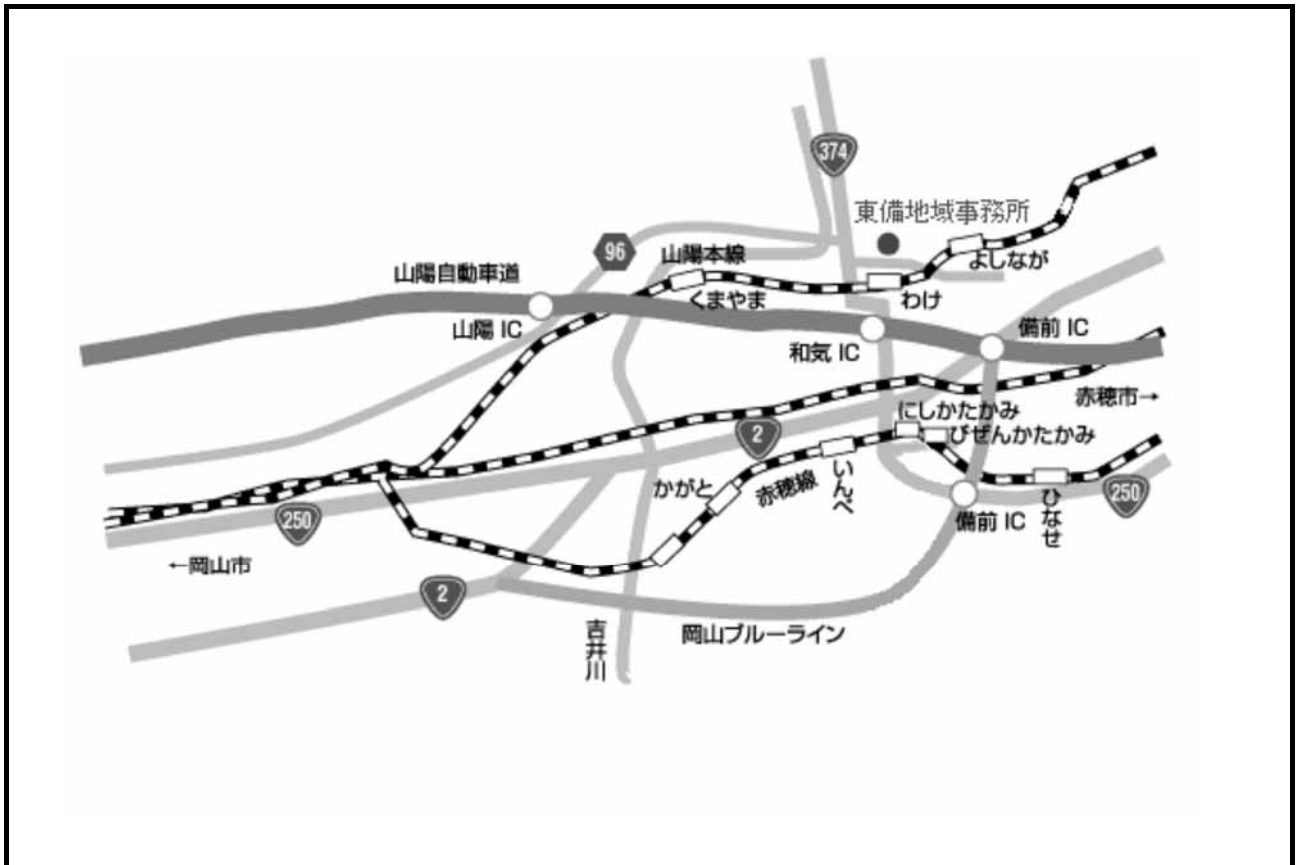 374
東備地域事務所
96
山陽本線
よしなが
山陽自動車道
くまやま
わけ
山陽 IC
備前 IC
和気 IC
赤穂市→
にしかたかみ
びぜんかたかみ
2
いんべ
かがと
赤穂線
ひなせ
250
250
備前 IC
←岡山市
2
岡山ブルーライン
吉井川